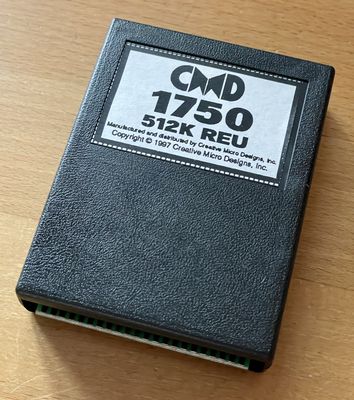 CMD
1750
512K REU
Manufactured and distributed by Creative Micro Designs, Inc.
Copyright © 1997 Creative Micro Designs, Inc.